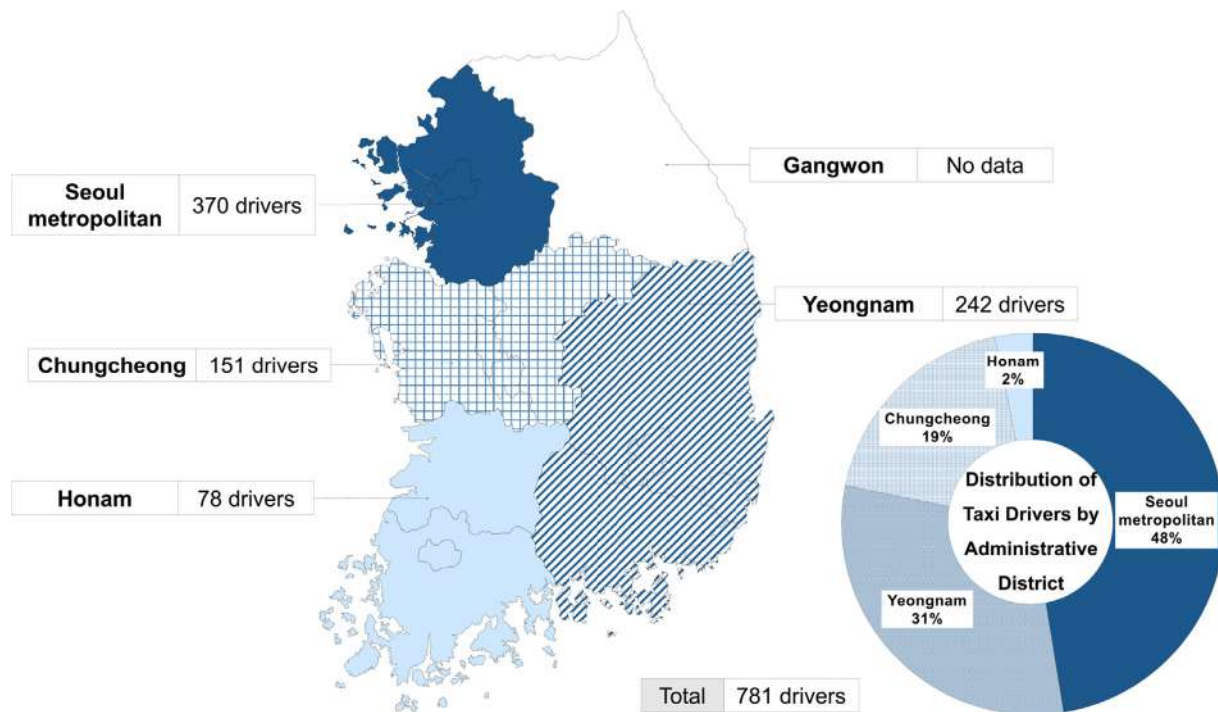 Seoul
metropolitan
370 drivers
Gangwon
No data
Yeongnam
242 drivers
Chungcheong
151 drivers
Honam
78 drivers
Total
781 drivers
Honam
2%
Chungcheong
19%
Yeongnam
31%
Seoul
metropolitan
48%
Distribution of
Taxi Drivers by
Administrative
District